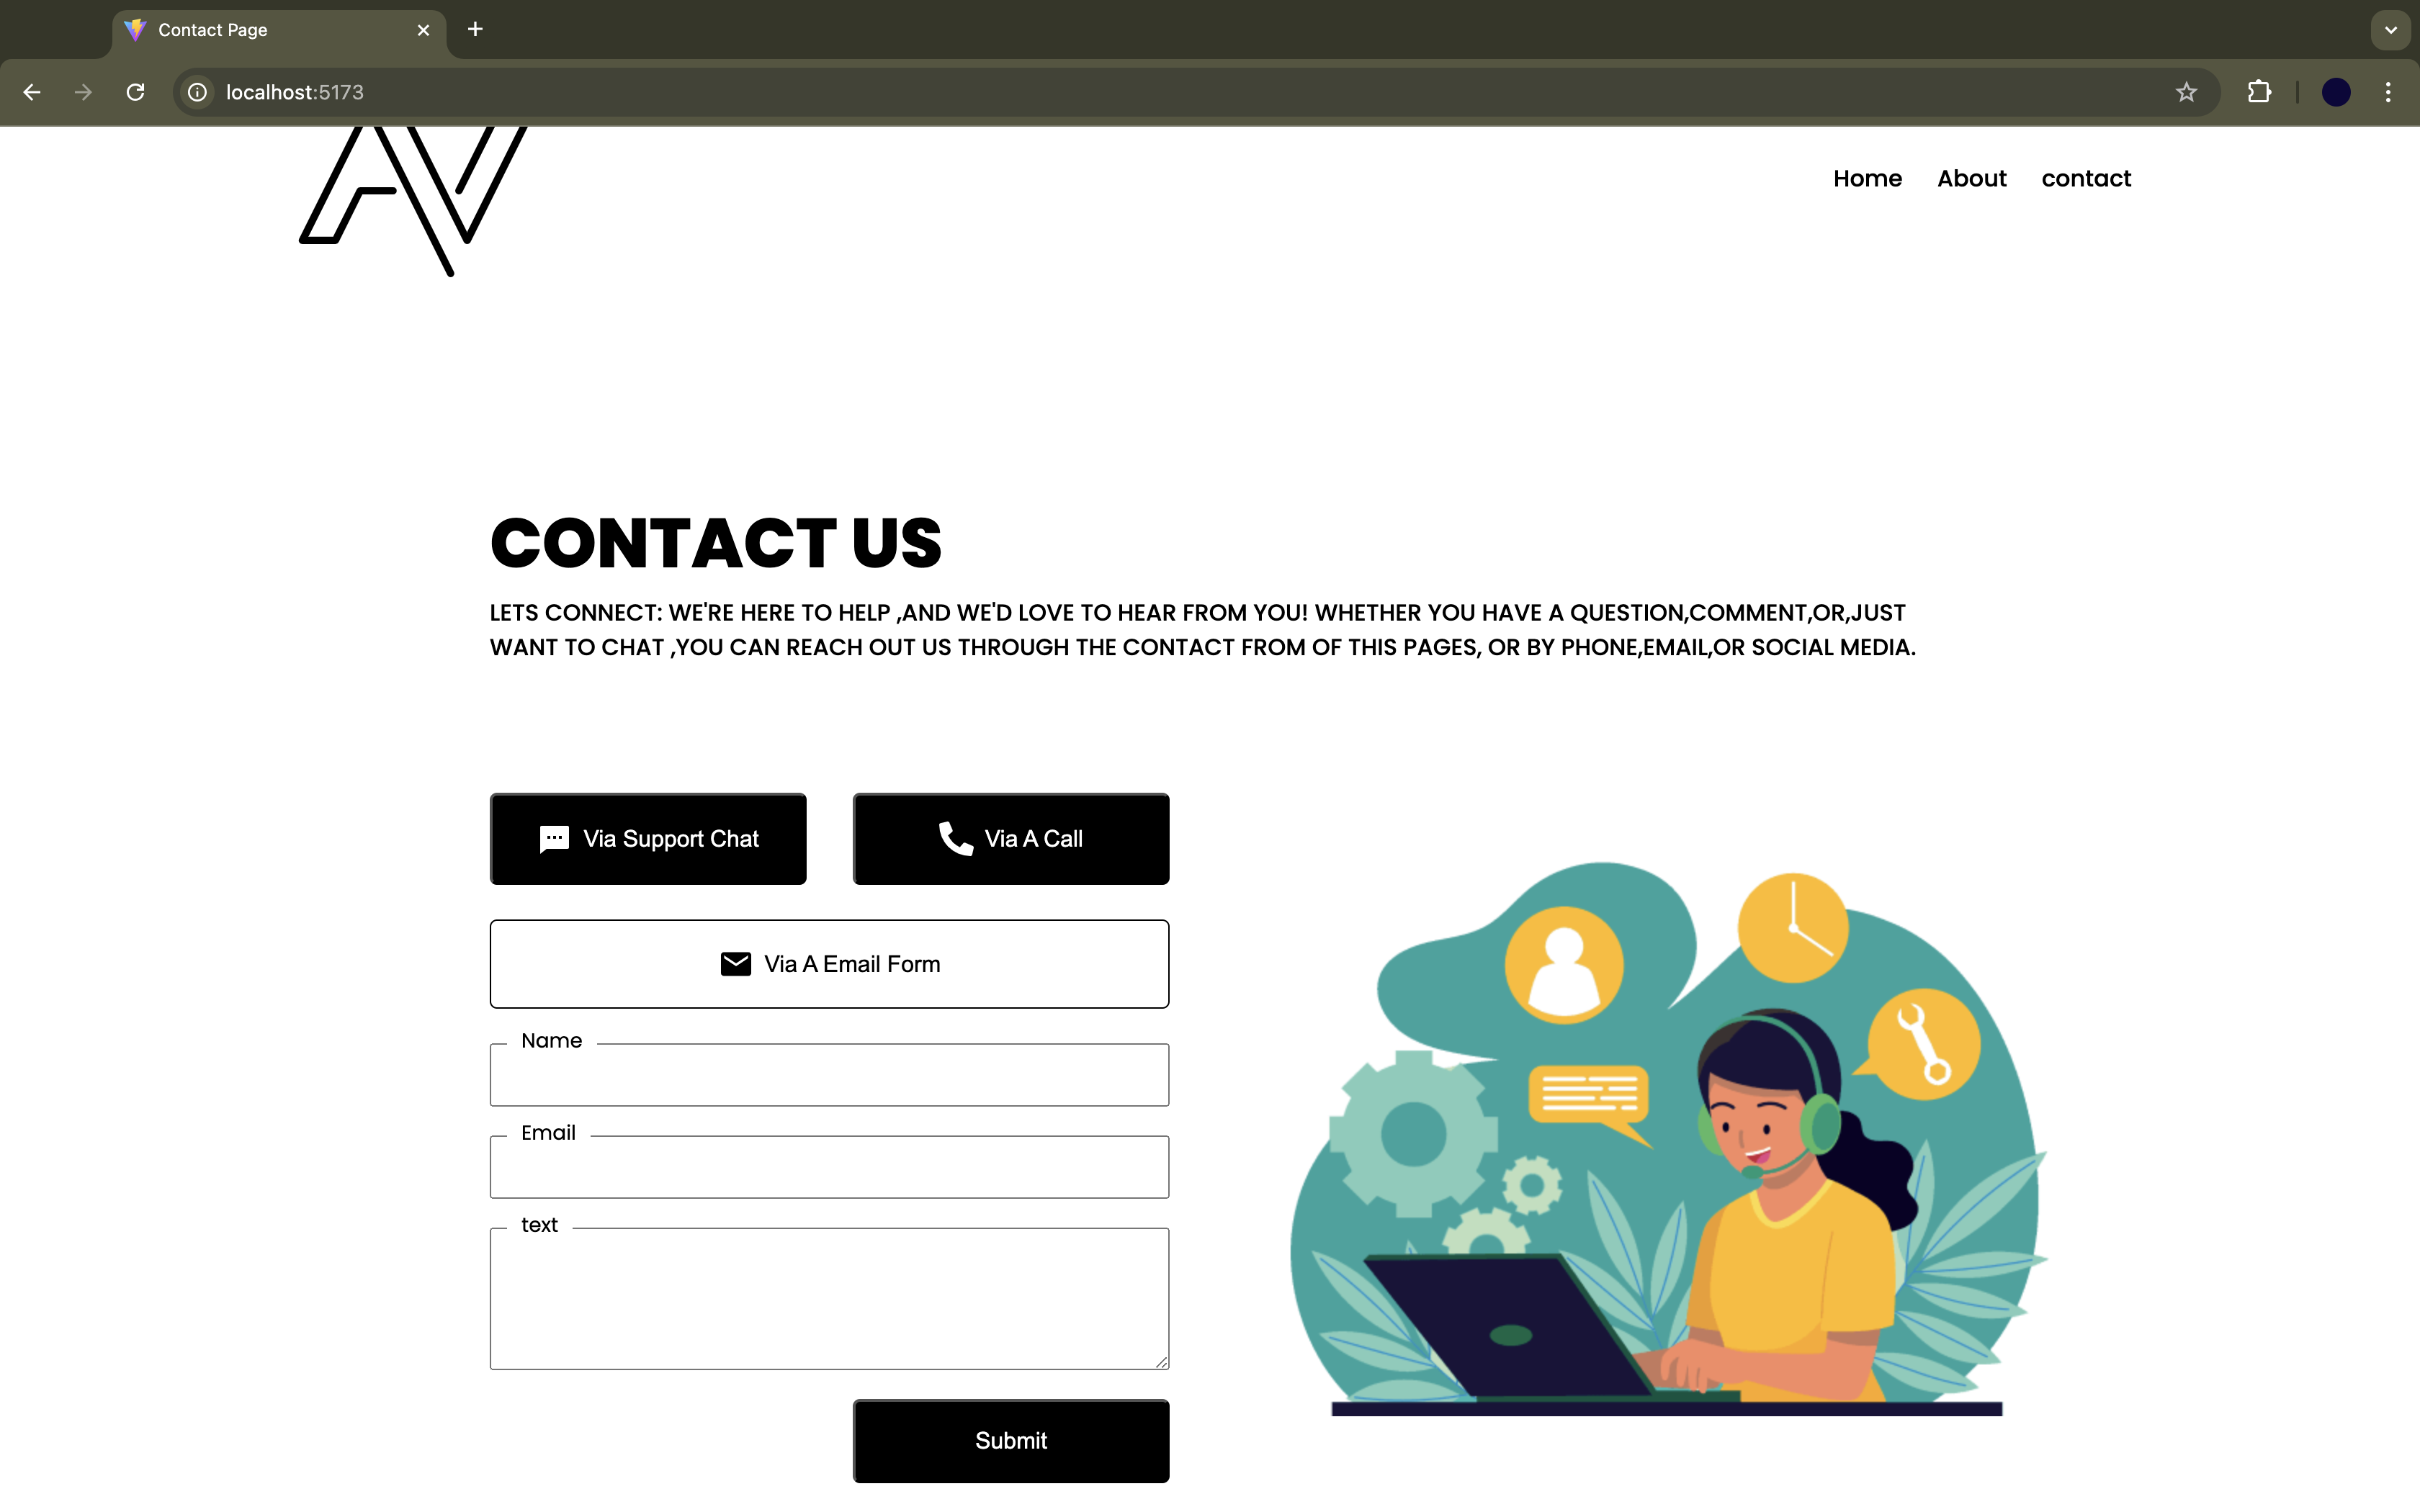 Contact Page
localhost:5173
AV
Home About contact
CONTACT US
LETS CONNECT: WE'RE HERE TO HELP ,AND WE'D LOVE TO HEAR FROM YOU! WHETHER YOU HAVE A QUESTION,COMMENT,OR,JUST
WANT TO CHAT ,YOU CAN REACH OUT US THROUGH THE CONTACT FROM OF THIS PAGES, OR BY PHONE,EMAIL,OR SOCIAL MEDIA.
Via Support Chat
Via A Call
Via A Email Form
Name
Email
text
Submit